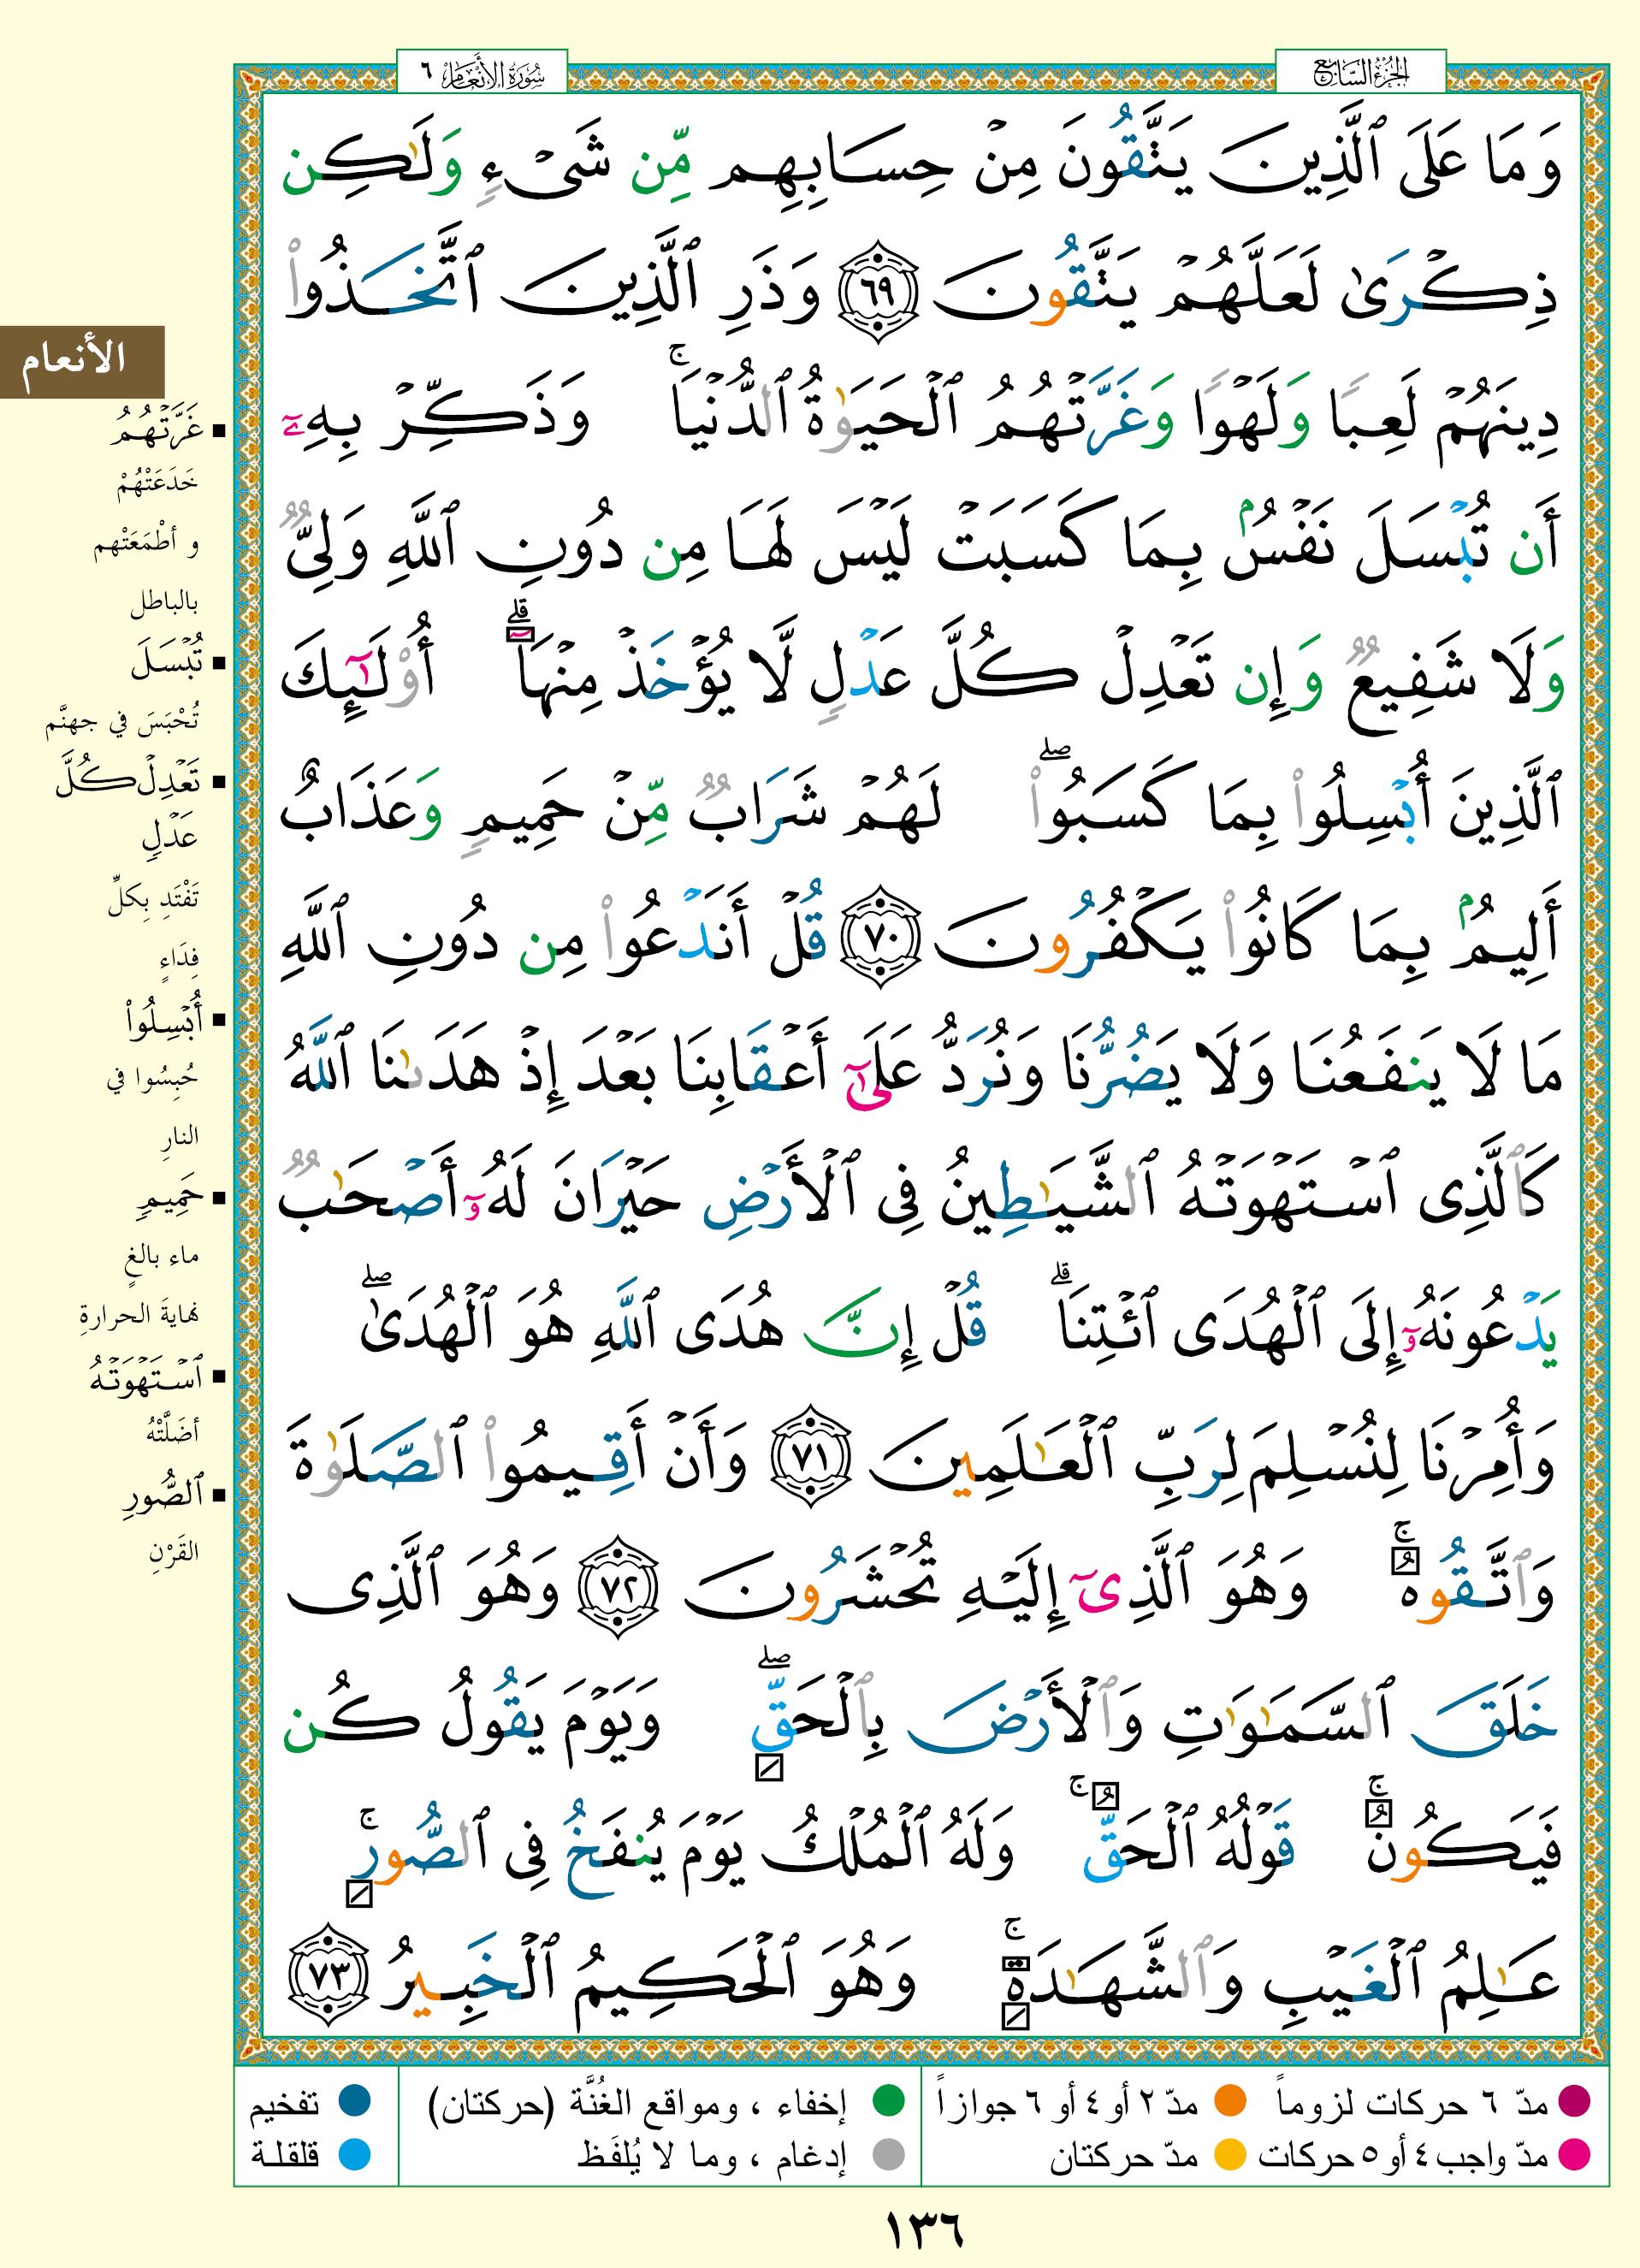 الجزء السابع
سورة الأنعام ٦
وَمَا عَلَى ٱلَّذِينَ يَتَّقُونَ مِنْ حِسَابِهِم مِّن شَىْءٍ وَلَٰكِن
ذِكْرَىٰ لَعَلَّهُمْ يَتَّقُونَ ٦٩ وَذَرِ ٱلَّذِينَ ٱتَّخَذُوا۟
دِينَهُمْ لَعِبًا وَلَهْوًا وَغَرَّتْهُمُ ٱلْحَيَوٰةُ ٱلدُّنْيَا ۚ وَذَكِّرْ بِهِۦٓ
أَن تُبْسَلَ نَفْسٌۢ بِمَا كَسَبَتْ لَيْسَ لَهَا مِن دُونِ ٱللَّهِ وَلِىٌّ
وَلَا شَفِيعٌ وَإِن تَعْدِلْ كُلَّ عَدْلٍ لَّا يُؤْخَذْ مِنْهَآ ۗ أُو۟لَٰٓئِكَ
ٱلَّذِينَ أُبْسِلُوا۟ بِمَا كَسَبُوا۟ ۖ لَهُمْ شَرَابٌ مِّنْ حَمِيمٍ وَعَذَابٌ
أَلِيمٌۢ بِمَا كَانُوا۟ يَكْفُرُونَ ٧٠ قُلْ أَنَدْعُوا۟ مِن دُونِ ٱللَّهِ
مَا لَا يَنفَعُنَا وَلَا يَضُرُّنَا وَنُرَدُّ عَلَىٰٓ أَعْقَابِنَا بَعْدَ إِذْ هَدَىٰنَا ٱللَّهُ
كَٱلَّذِى ٱسْتَهْوَتْهُ ٱلشَّيَٰطِينُ فِى ٱلْأَرْضِ حَيْرَانَ لَهُۥٓ أَصْحَٰبٌ
يَدْعُونَهُۥٓ إِلَى ٱلْهُدَى ٱئْتِنَا ۗ قُلْ إِنَّ هُدَى ٱللَّهِ هُوَ ٱلْهُدَىٰ ۖ
وَأُمِرْنَا لِنُسْلِمَ لِرَبِّ ٱلْعَٰلَمِينَ ٧١ وَأَنْ أَقِيمُوا۟ ٱلصَّلَوٰةَ
وَٱتَّقُوهُ ۚ وَهُوَ ٱلَّذِىٓ إِلَيْهِ تُحْشَرُونَ ٧٢ وَهُوَ ٱلَّذِى
خَلَقَ ٱلسَّمَٰوَٰتِ وَٱلْأَرْضَ بِٱلْحَقِّ ۖ وَيَوْمَ يَقُولُ كُن
فَيَكُونُ ۚ قَوْلُهُ ٱلْحَقُّ ۚ وَلَهُ ٱلْمُلْكُ يَوْمَ يُنفَخُ فِى ٱلصُّورِ ۚ
عَٰلِمُ ٱلْغَيْبِ وَٱلشَّهَٰدَةِ ۚ وَهُوَ ٱلْحَكِيمُ ٱلْخَبِيرُ ٧٣
الأنعام
غَرَّتْهُمُ
خَدَعَتْهُمْ
و أطْمَعَتْهم
بالباطل
تُبْسَلَ
تُحْبَسَ في جهنَّم
تَعْدِلْ كُلَّ
عَدْلٍ
تَفْتَدِ بِكلِّ
فِدَاءٍ
أُبْسِلُوا۟
حُبِسُوا في
النارِ
حَمِيمٍ
ماء بالغٍ
نهايةَ الحرارةِ
ٱسْتَهْوَتْهُ
أضَلَّتْهُ
ٱلصُّورِ
القَرْنِ
مدّ ٦ حركات لزوماً
مدّ ٢ أو ٤ أو ٦ جوازاً
إخفاء ، ومواقع الغُنَّة (حركتان)
تفخيم
مدّ واجب ٤ أو ٥ حركات
مدّ حركتان
إدغام ، وما لا يُلفَظ
قلقلة
١٣٦